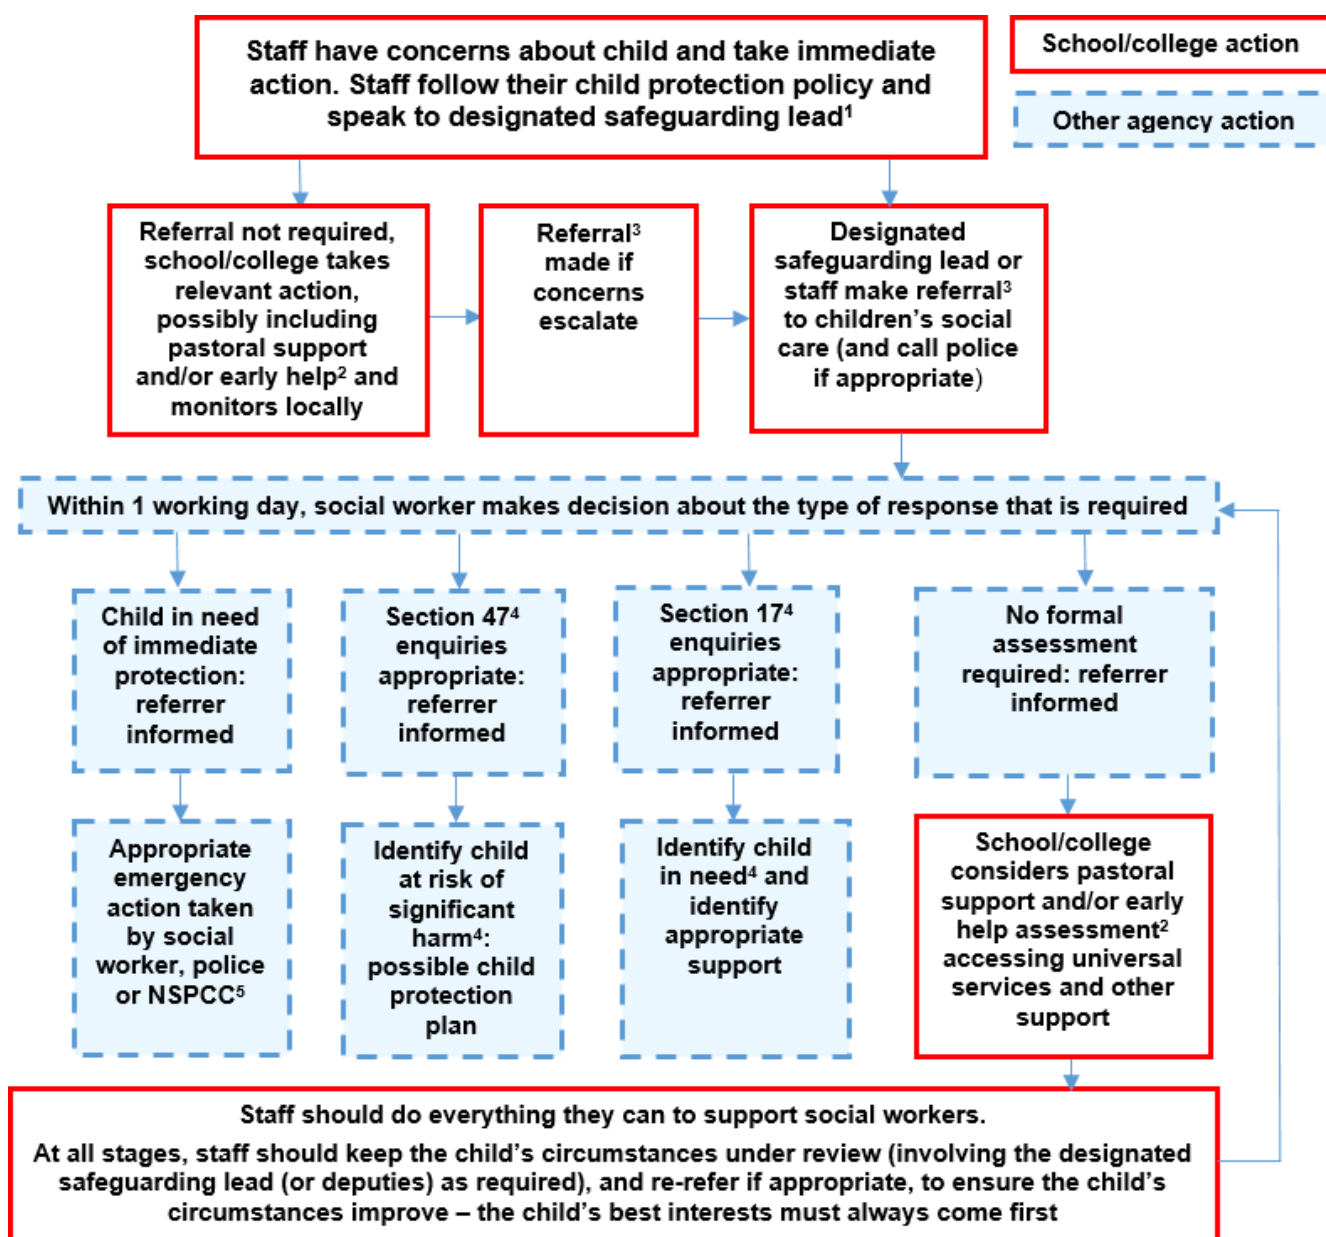 Staff have concerns about child and take immediate
action. Staff follow their child protection policy and
speak to designated safeguarding lead¹
School/college action
Other agency action
Referral not required,
school/college takes
relevant action,
possibly including
pastoral support
and/or early help² and
monitors locally
Referral³
made if
concerns
escalate
Designated
safeguarding lead or
staff make referral³
to children's social
care (and call police
if appropriate)
Within 1 working day, social worker makes decision about the type of response that is required
Child in need
of immediate
protection:
referrer
informed
Section 47⁴
enquiries
appropriate:
referrer
informed
Section 17⁴
enquiries
appropriate:
referrer
informed
No formal
assessment
required: referrer
informed
Appropriate
emergency
action taken
by social
worker, police
or NSPCC⁵
Identify child
at risk of
significant
harm⁴:
possible child
protection
plan
Identify child
in need⁴ and
identify
appropriate
support
School/college
considers pastoral
support and/or early
help assessment²
accessing universal
services and other
support
Staff should do everything they can to support social workers.
At all stages, staff should keep the child's circumstances under review (involving the designated
safeguarding lead (or deputies) as required), and re-refer if appropriate, to ensure the child's
circumstances improve – the child's best interests must always come first